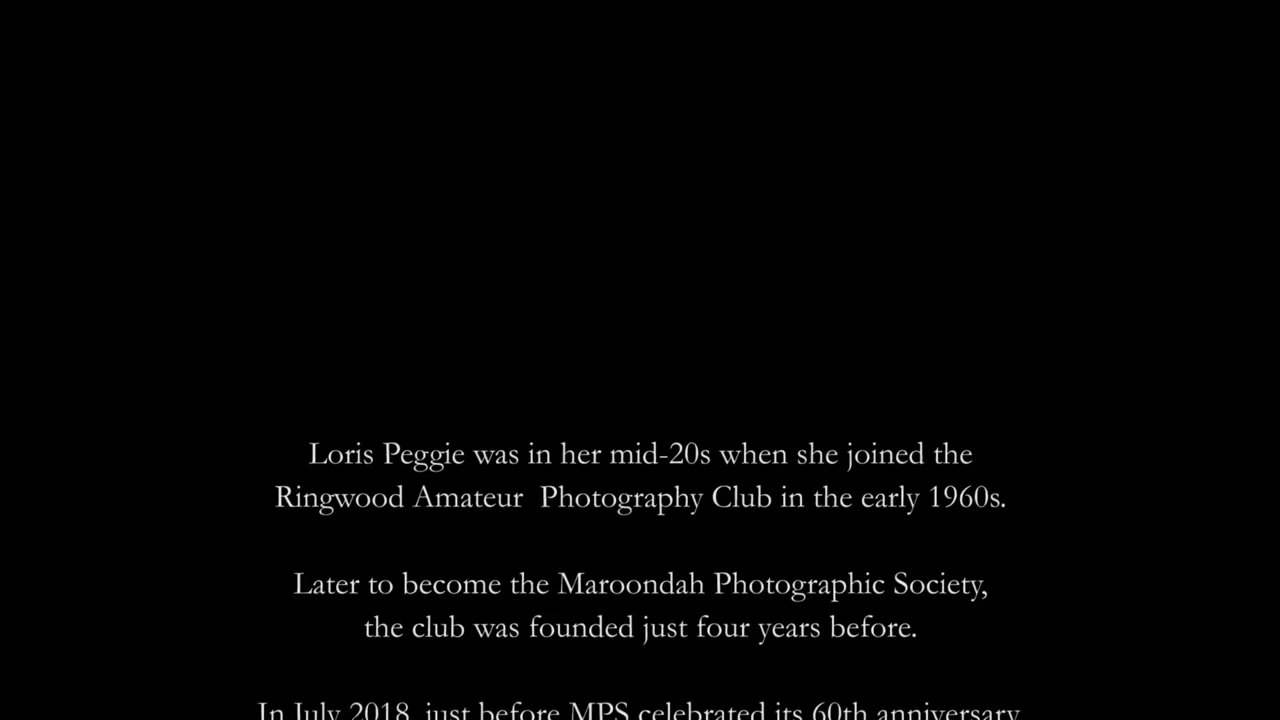 Loris Peggie was in her mid-20s when she joined the
Ringwood Amateur  Photography Club in the early 1960s.
Later to become the Maroondah Photographic Society,
the club was founded just four years before.
In July 2018, just before MPS celebrated its 60th anniversary